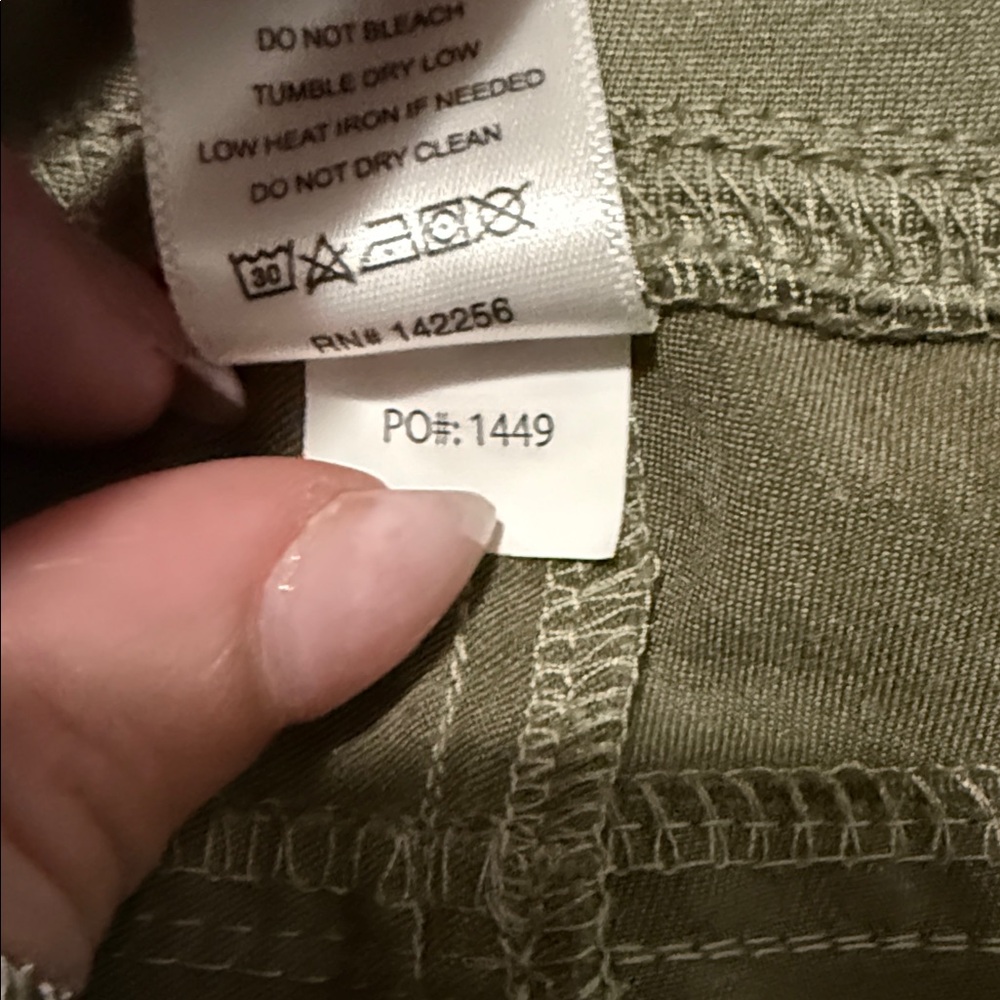 DO NOT BLEACH
TUMBLE DRY LOW
LOW HEAT IRON IF NEEDED
DO NOT DRY CLEAN
30
RN# 142256
PO#: 1449